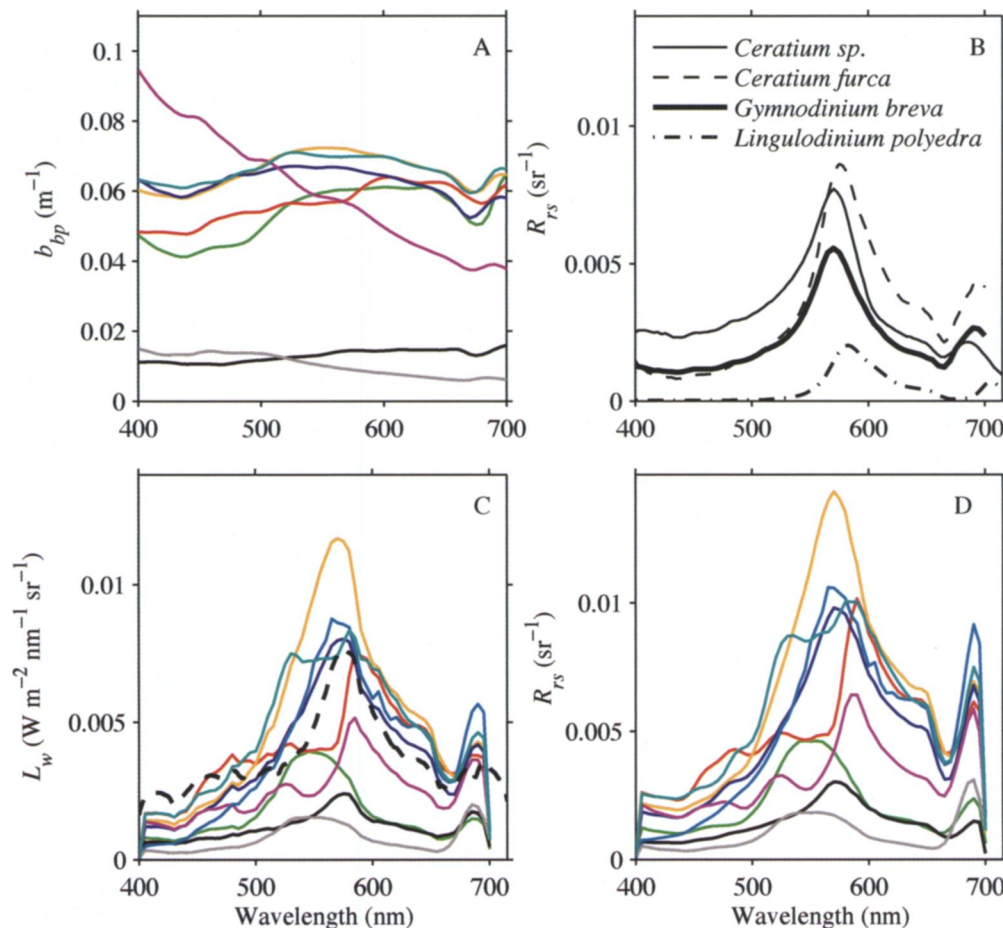 A
0.1
0.08
0.06
0.04
0.02
0
b_bp (m⁻¹)
400 500 600 700
B
Ceratium sp.
Ceratium furca
Gymnodinium breva
Lingulodinium polyedra
0.01
0.005
0
R_rs (sr⁻¹)
400 500 600 700
C
0.01
0.005
0
L_w (W m⁻² nm⁻¹ sr⁻¹)
400 500 600 700
Wavelength (nm)
D
0.01
0.005
0
R_rs (sr⁻¹)
400 500 600 700
Wavelength (nm)